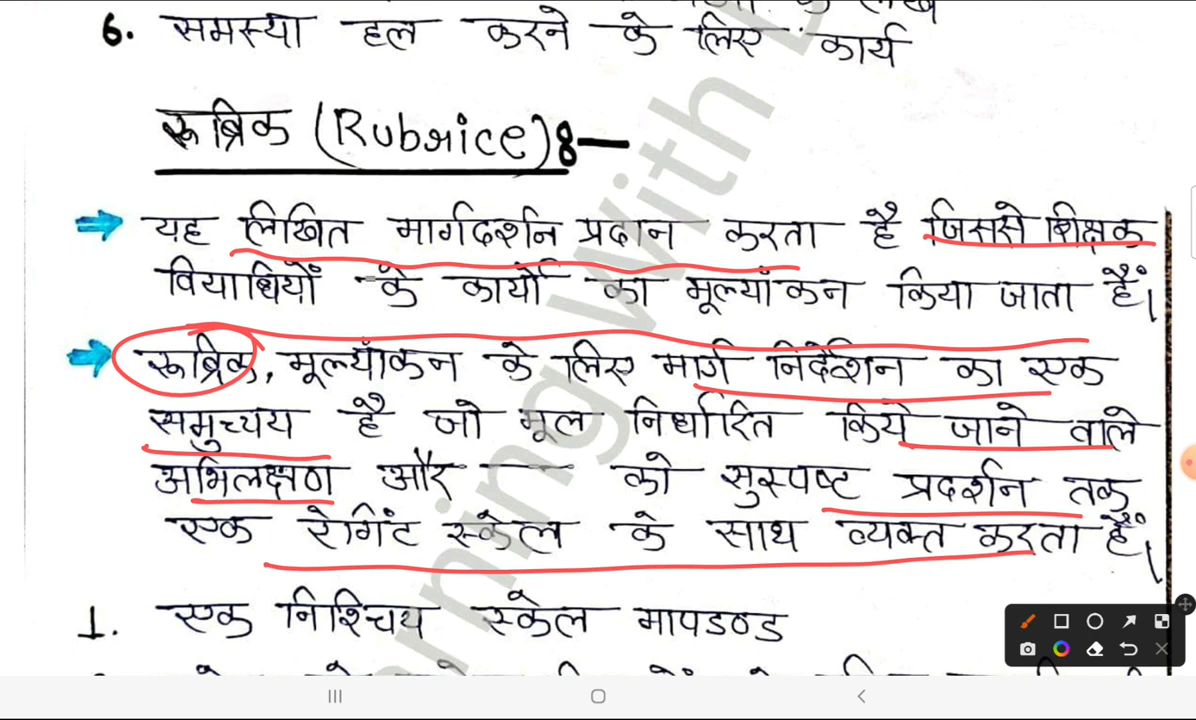 6. समस्या हल करने के लिए कार्य
रूब्रिक (Rubrice) :—
यह लिखित मार्गदर्शन प्रदान करता है जिससे शिक्षक
विद्यार्थियों के कार्यो का मूल्याँकन किया जाता हैं।
रूब्रिक, मूल्याँकन के लिए मार्ग निर्देशन का एक
समुच्चय है जो मूल निर्धारित किये जाने वाले
अभिलक्षण और को सुस्पष्ट प्रदर्शन तक
एक रेगिंट स्केल के साथ व्यक्त करता हैं।
1. एक निश्चिय स्केल मापदण्ड